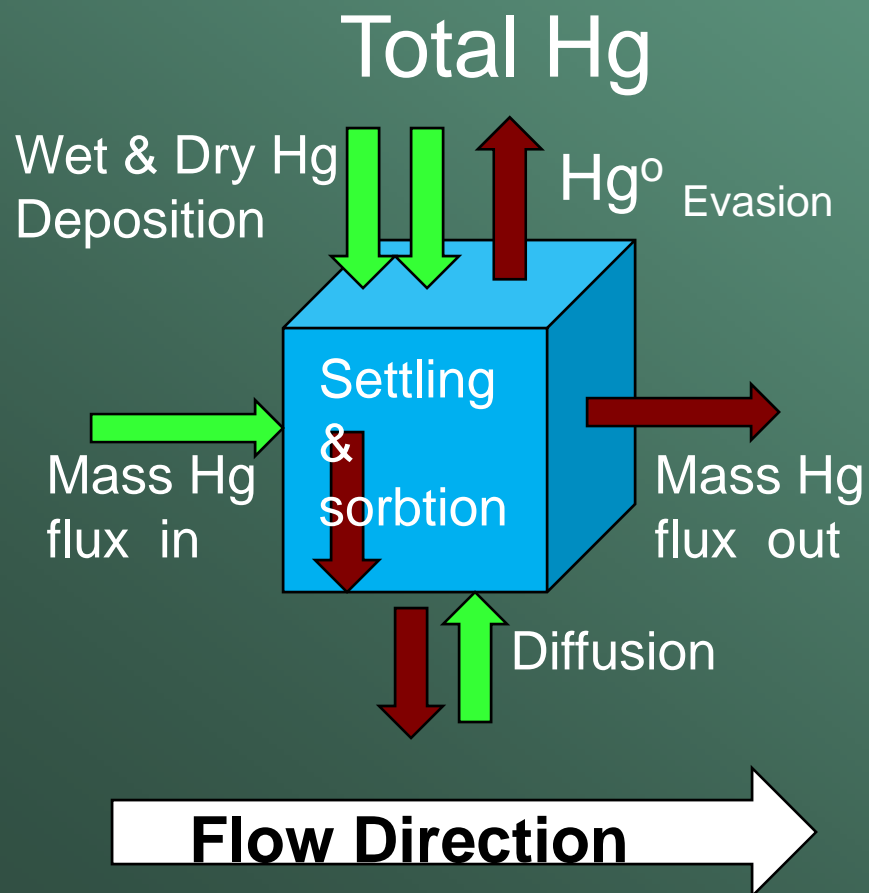 Total Hg
Wet & Dry Hg
Deposition
Hgº Evasion
Settling
&
sorbtion
Mass Hg
flux in
Mass Hg
flux out
Diffusion
Flow Direction